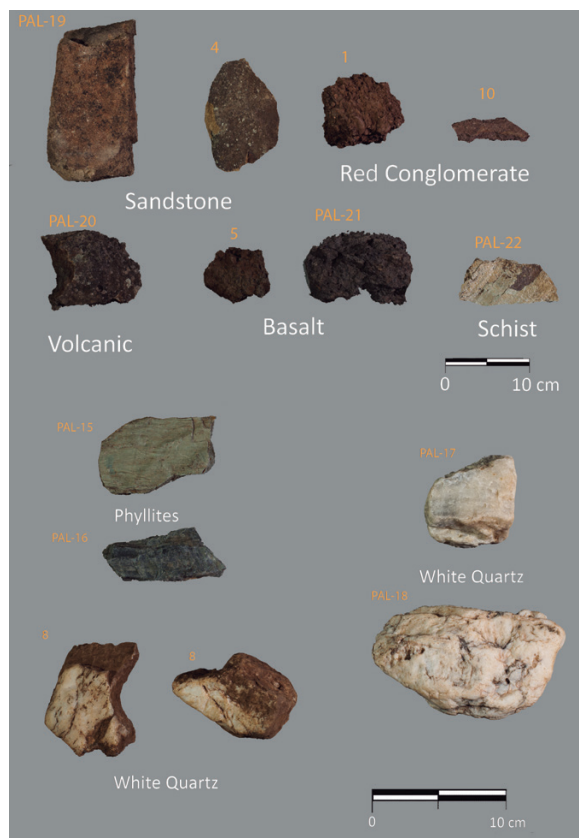 PAL-19
4
1
10
Sandstone
Red Conglomerate
PAL-20
5
PAL-21
PAL-22
Volcanic
Basalt
Schist
0 10 cm
PAL-15
Phyllites
PAL-16
PAL-17
White Quartz
PAL-18
8
White Quartz
0 10 cm